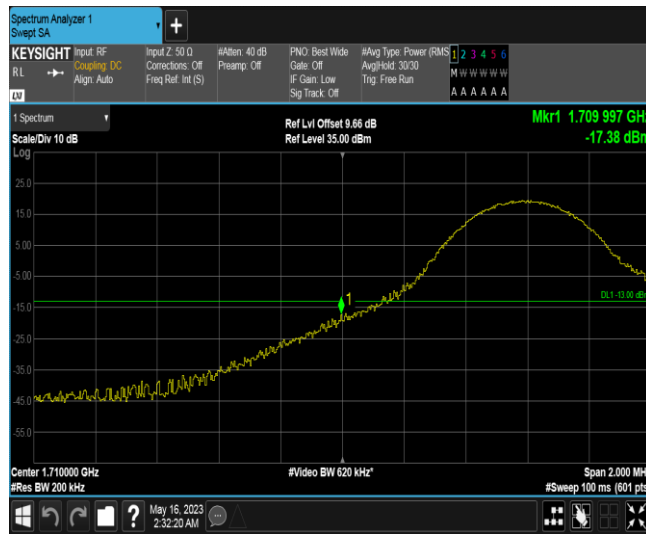 Spectrum Analyzer 1
Swept SA
+
KEYSIGHT
RL
LXI
Input: RF
Coupling: DC
Align: Auto
Input Z: 50 Ω
Corrections: Off
Freq Ref: Int (S)
#Atten: 40 dB
Preamp: Off
PNO: Best Wide
Gate: Off
IF Gain: Low
Sig Track: Off
#Avg Type: Power (RMS
Avg|Hold: 30/30
Trig: Free Run
1 2 3 4 5 6
M W W W W W
A A A A A A
1 Spectrum
Scale/Div 10 dB
Ref Lvl Offset 9.66 dB
Ref Level 35.00 dBm
Mkr1 1.709 997 GHz
-17.38 dBm
Log
25.0
15.0
5.00
-5.00
-15.0
-25.0
-35.0
-45.0
-55.0
1
DL1 -13.00 dBm
Center 1.710000 GHz
#Res BW 200 kHz
#Video BW 620 kHz*
Span 2.000 MH
#Sweep 100 ms (601 pts
?
May 16, 2023
2:32:20 AM